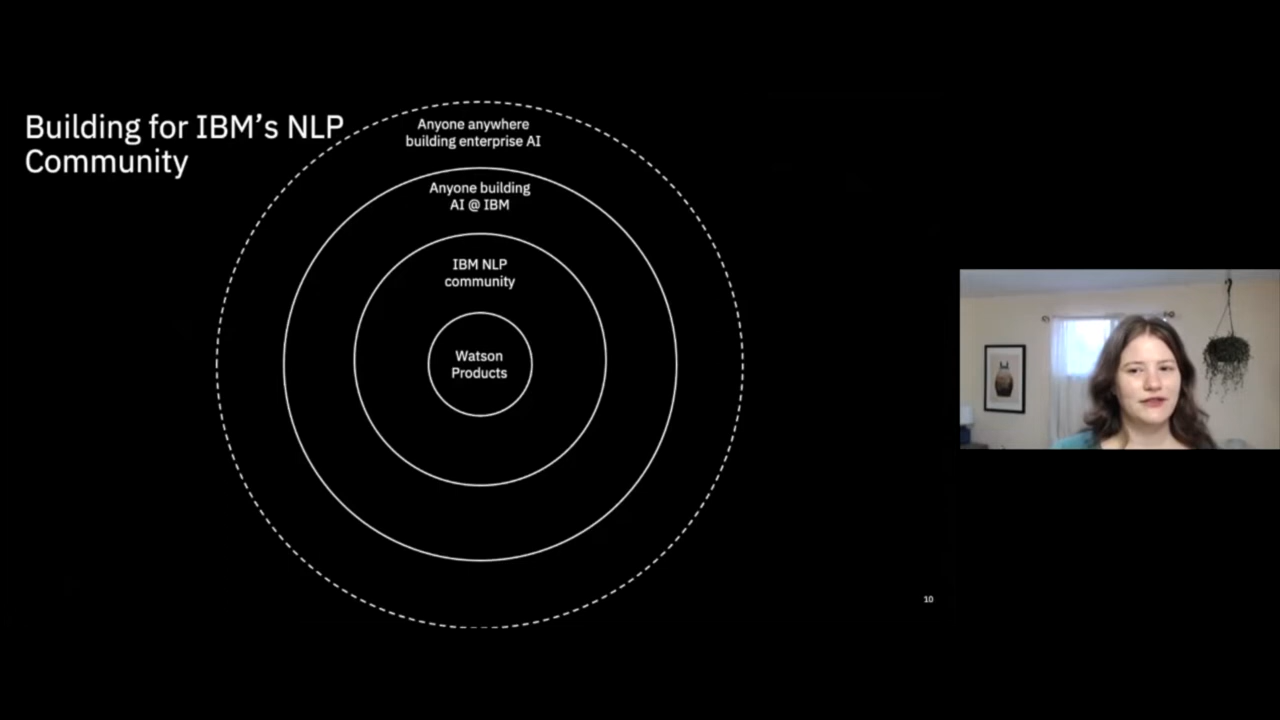 Building for IBM’s NLP
Community
Anyone anywhere
building enterprise AI
Anyone building
AI @ IBM
IBM NLP
community
Watson
Products
10